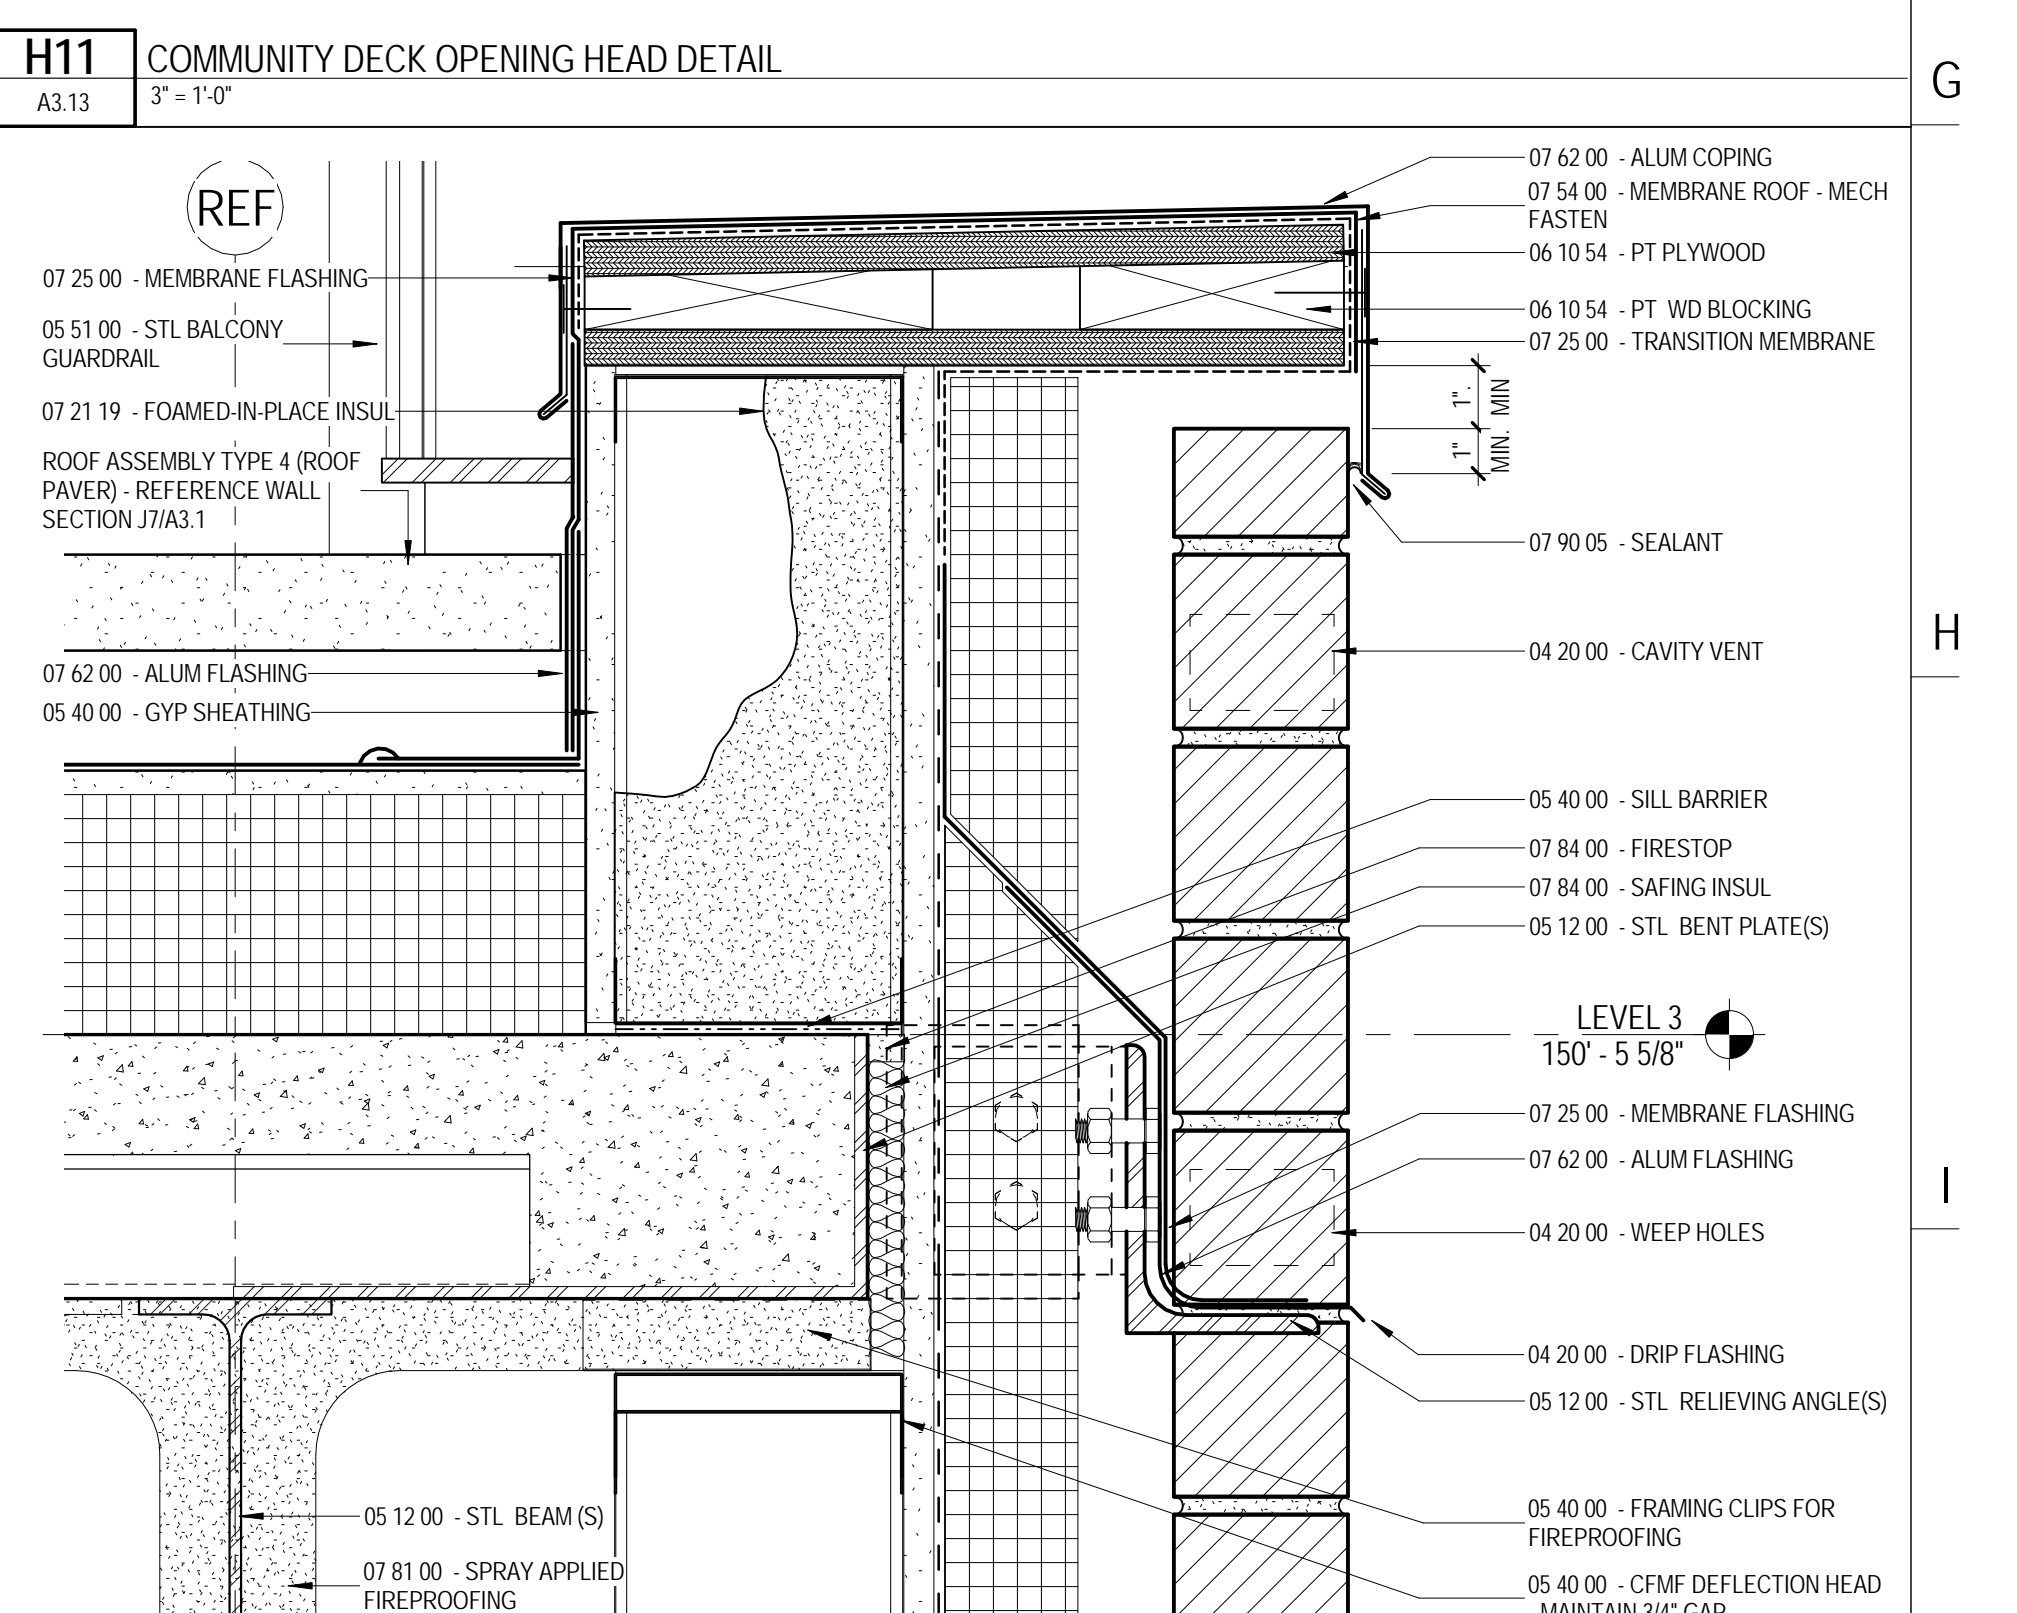 H11
COMMUNITY DECK OPENING HEAD DETAIL
A3.13
3" = 1'-0"
G
REF
07 25 00 - MEMBRANE FLASHING
05 51 00 - STL BALCONY
GUARDRAIL
07 21 19 - FOAMED-IN-PLACE INSUL
ROOF ASSEMBLY TYPE 4 (ROOF
PAVER) - REFERENCE WALL
SECTION J7/A3.1
07 62 00 - ALUM FLASHING
05 40 00 - GYP SHEATHING
05 12 00 - STL BEAM (S)
07 81 00 - SPRAY APPLIED
FIREPROOFING
07 62 00 - ALUM COPING
07 54 00 - MEMBRANE ROOF - MECH
FASTEN
06 10 54 - PT PLYWOOD
06 10 54 - PT WD BLOCKING
07 25 00 - TRANSITION MEMBRANE
1". MIN
1" MIN.
07 90 05 - SEALANT
H
04 20 00 - CAVITY VENT
05 40 00 - SILL BARRIER
07 84 00 - FIRESTOP
07 84 00 - SAFING INSUL
05 12 00 - STL BENT PLATE(S)
LEVEL 3
150' - 5 5/8"
07 25 00 - MEMBRANE FLASHING
07 62 00 - ALUM FLASHING
I
04 20 00 - WEEP HOLES
04 20 00 - DRIP FLASHING
05 12 00 - STL RELIEVING ANGLE(S)
05 40 00 - FRAMING CLIPS FOR
FIREPROOFING
05 40 00 - CFMF DEFLECTION HEAD
MAINTAIN 3/4" GAP